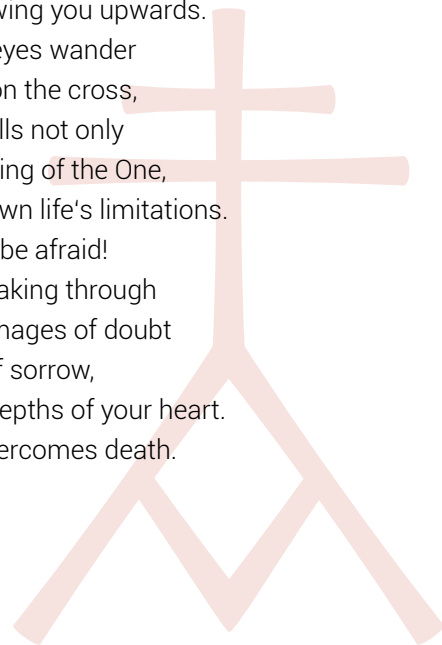 wing you upwards.
eyes wander
on the cross,
lls not only
ing of the One,
wn life‘s limitations.
be afraid!
aking through
mages of doubt
f sorrow,
epths of your heart.
ercomes death.